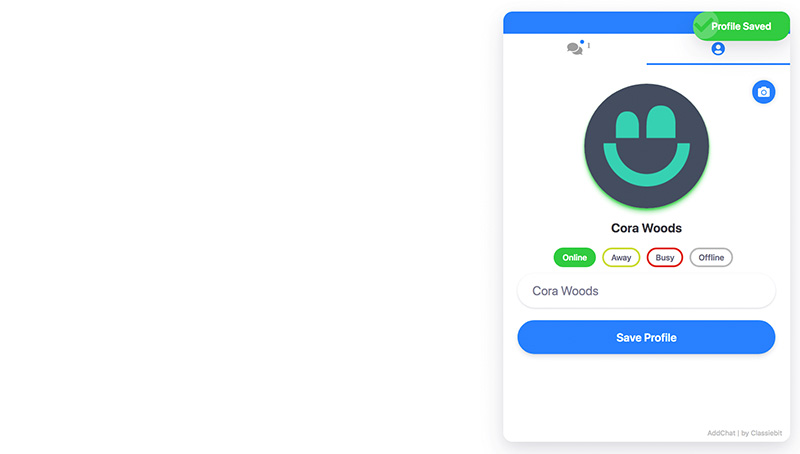 Profile Saved
Cora Woods
Online Away Busy Offline
Cora Woods
Save Profile
AddChat | by Classiebit